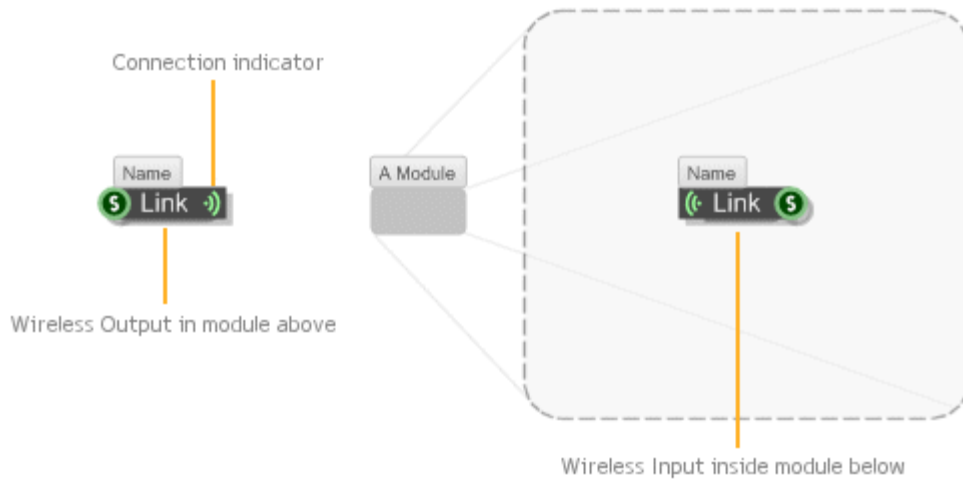 Connection indicator
Name
S Link
A Module
Name
Link S
Wireless Output in module above
Wireless Input inside module below